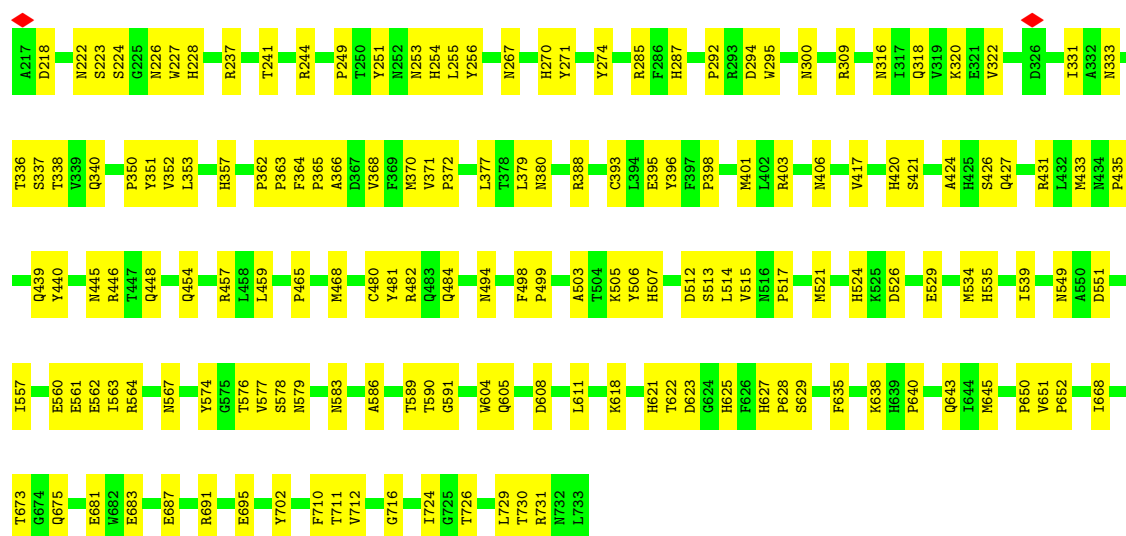 A217 D218 N222 S223 S224 G225 N226 W227 H228 R237 T241 R244 P249 T250 Y251 N252 N253 H254 L255 Y256 N267 H270 Y271 Y274 R285 F286 H287 P292 R293 D294 W295 N300 R309 N316 I317 Q318 V319 K320 E321 V322 D326 I331 A332 N333
T336 S337 T338 V339 Q340 P350 Y351 V352 L353 H357 P362 P363 F364 P365 A366 D367 V368 F369 M370 V371 P372 L377 T378 L379 N380 R388 C393 L394 E395 Y396 F397 P398 M401 L402 R403 N406 V417 H420 S421 A424 H425 S426 Q427 R431 L432 M433 N434 P435
Q439 Y440 N445 R446 T447 Q448 Q454 R457 L458 L459 P465 M468 C480 Y481 R482 Q483 Q484 N494 F498 P499 A503 T504 K505 Y506 H507 D512 S513 L514 V515 N516 P517 M521 H524 K525 D526 E529 M534 H535 I539 N549 A550 D551
I557 E560 E561 E562 I563 R564 N567 Y574 G575 T576 V577 S578 N579 N583 A586 T589 T590 G591 W604 Q605 D608 L611 K618 H621 T622 D623 G624 H625 F626 H627 P628 S629 F635 K638 H639 P640 Q643 I644 M645 P650 V651 P652 I668
T673 G674 Q675 E681 W682 E683 E687 R691 E695 Y702 F710 T711 V712 G716 I724 G725 T726 L729 T730 R731 N732 L733